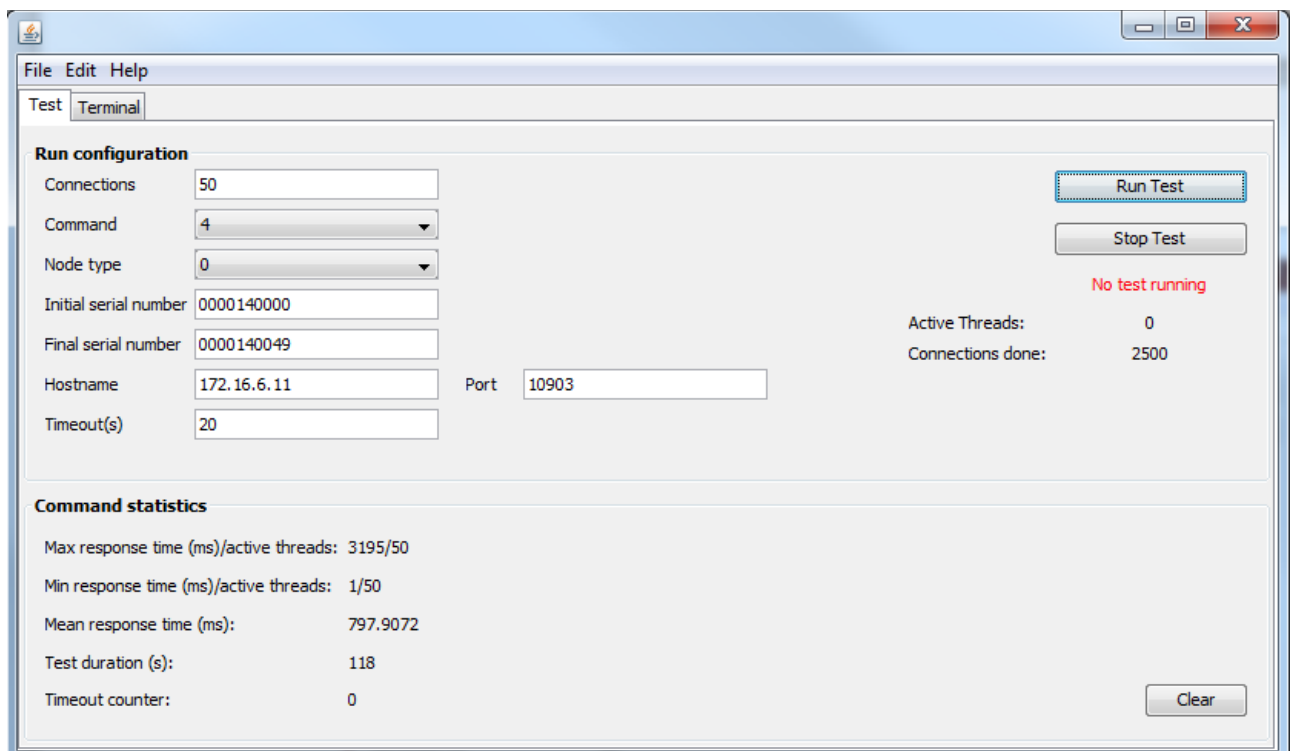 File Edit Help
Test Terminal
Run configuration
Connections 50
Run Test
Command 4
Stop Test
Node type 0
No test running
Initial serial number 0000140000
Active Threads: 0
Final serial number 0000140049
Connections done: 2500
Hostname 172.16.6.11 Port 10903
Timeout(s) 20
Command statistics
Max response time (ms)/active threads: 3195/50
Min response time (ms)/active threads: 1/50
Mean response time (ms): 797.9072
Test duration (s): 118
Timeout counter: 0
Clear